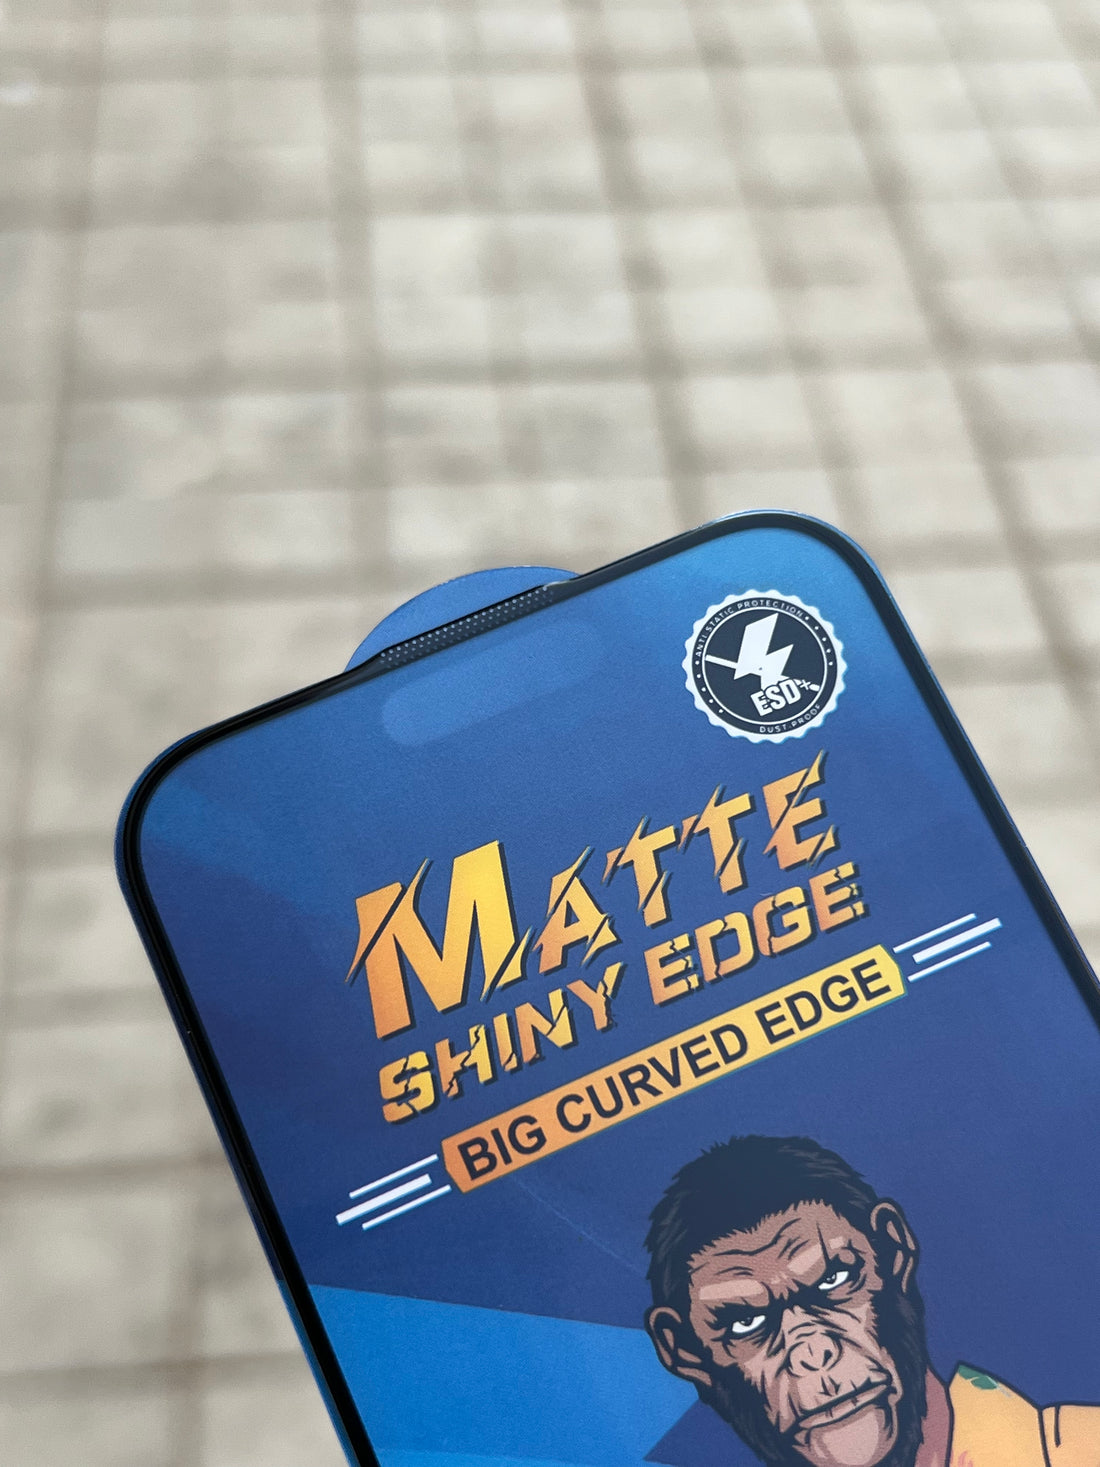 ANTI STATIC PROTECTION
ESD+
DUST-PROOF
MATTE
SHINY EDGE
BIG CURVED EDGE